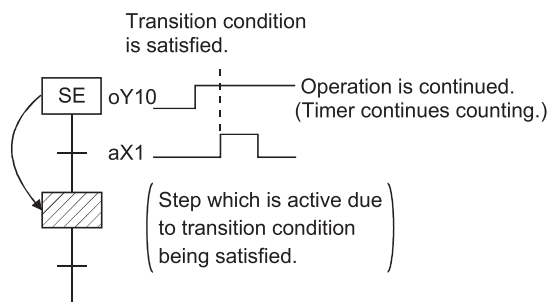 Transition condition
is satisfied.
SE
oY10
Operation is continued.
(Timer continues counting.)
aX1
Step which is active due
to transition condition
being satisfied.